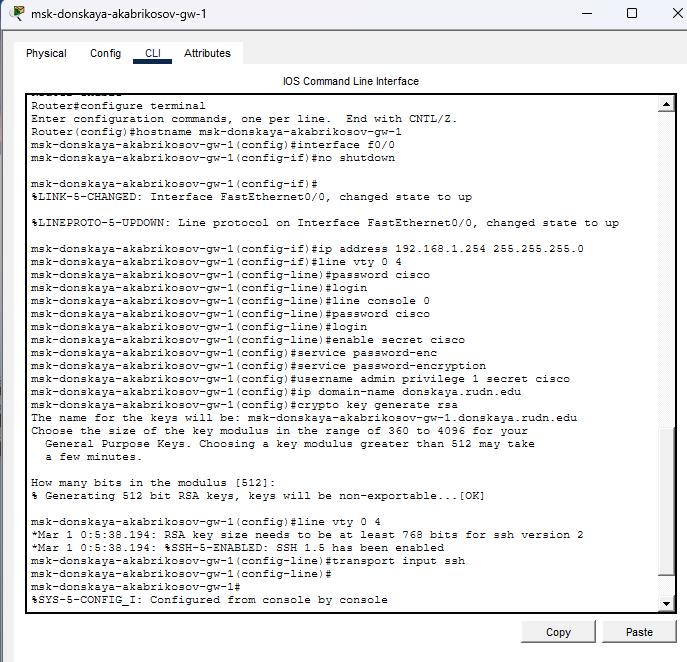 msk-donskaya-akabrikosov-gw-1
Physical Config CLI Attributes
IOS Command Line Interface
Router#configure terminal
Enter configuration commands, one per line.  End with CNTL/Z.
Router(config)#hostname msk-donskaya-akabrikosov-gw-1
msk-donskaya-akabrikosov-gw-1(config)#interface f0/0
msk-donskaya-akabrikosov-gw-1(config-if)#no shutdown
msk-donskaya-akabrikosov-gw-1(config-if)#
%LINK-5-CHANGED: Interface FastEthernet0/0, changed state to up
%LINEPROTO-5-UPDOWN: Line protocol on Interface FastEthernet0/0, changed state to up
msk-donskaya-akabrikosov-gw-1(config-if)#ip address 192.168.1.254 255.255.255.0
msk-donskaya-akabrikosov-gw-1(config-if)#line vty 0 4
msk-donskaya-akabrikosov-gw-1(config-line)#password cisco
msk-donskaya-akabrikosov-gw-1(config-line)#login
msk-donskaya-akabrikosov-gw-1(config-line)#line console 0
msk-donskaya-akabrikosov-gw-1(config-line)#password cisco
msk-donskaya-akabrikosov-gw-1(config-line)#login
msk-donskaya-akabrikosov-gw-1(config-line)#enable secret cisco
msk-donskaya-akabrikosov-gw-1(config)#service password-enc
msk-donskaya-akabrikosov-gw-1(config)#service password-encryption
msk-donskaya-akabrikosov-gw-1(config)#username admin privilege 1 secret cisco
msk-donskaya-akabrikosov-gw-1(config)#ip domain-name donskaya.rudn.edu
msk-donskaya-akabrikosov-gw-1(config)#crypto key generate rsa
The name for the keys will be: msk-donskaya-akabrikosov-gw-1.donskaya.rudn.edu
Choose the size of the key modulus in the range of 360 to 4096 for your
General Purpose Keys. Choosing a key modulus greater than 512 may take
a few minutes.
How many bits in the modulus [512]:
% Generating 512 bit RSA keys, keys will be non-exportable...[OK]
msk-donskaya-akabrikosov-gw-1(config)#line vty 0 4
*Mar 1 0:5:38.194: RSA key size needs to be at least 768 bits for ssh version 2
*Mar 1 0:5:38.194: %SSH-5-ENABLED: SSH 1.5 has been enabled
msk-donskaya-akabrikosov-gw-1(config-line)#transport input ssh
msk-donskaya-akabrikosov-gw-1(config-line)#
msk-donskaya-akabrikosov-gw-1#
%SYS-5-CONFIG_I: Configured from console by console
Copy Paste